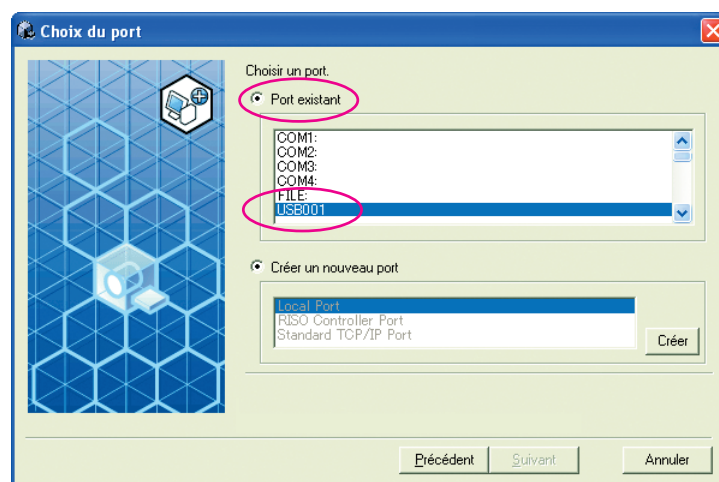 Choix du port
Choisir un port.
Port existant
COM1:
COM2:
COM3:
COM4:
FILE:
USB001
Créer un nouveau port
Local Port
RISO Controller Port
Standard TCP/IP Port
Créer
Précédent
Suivant
Annuler